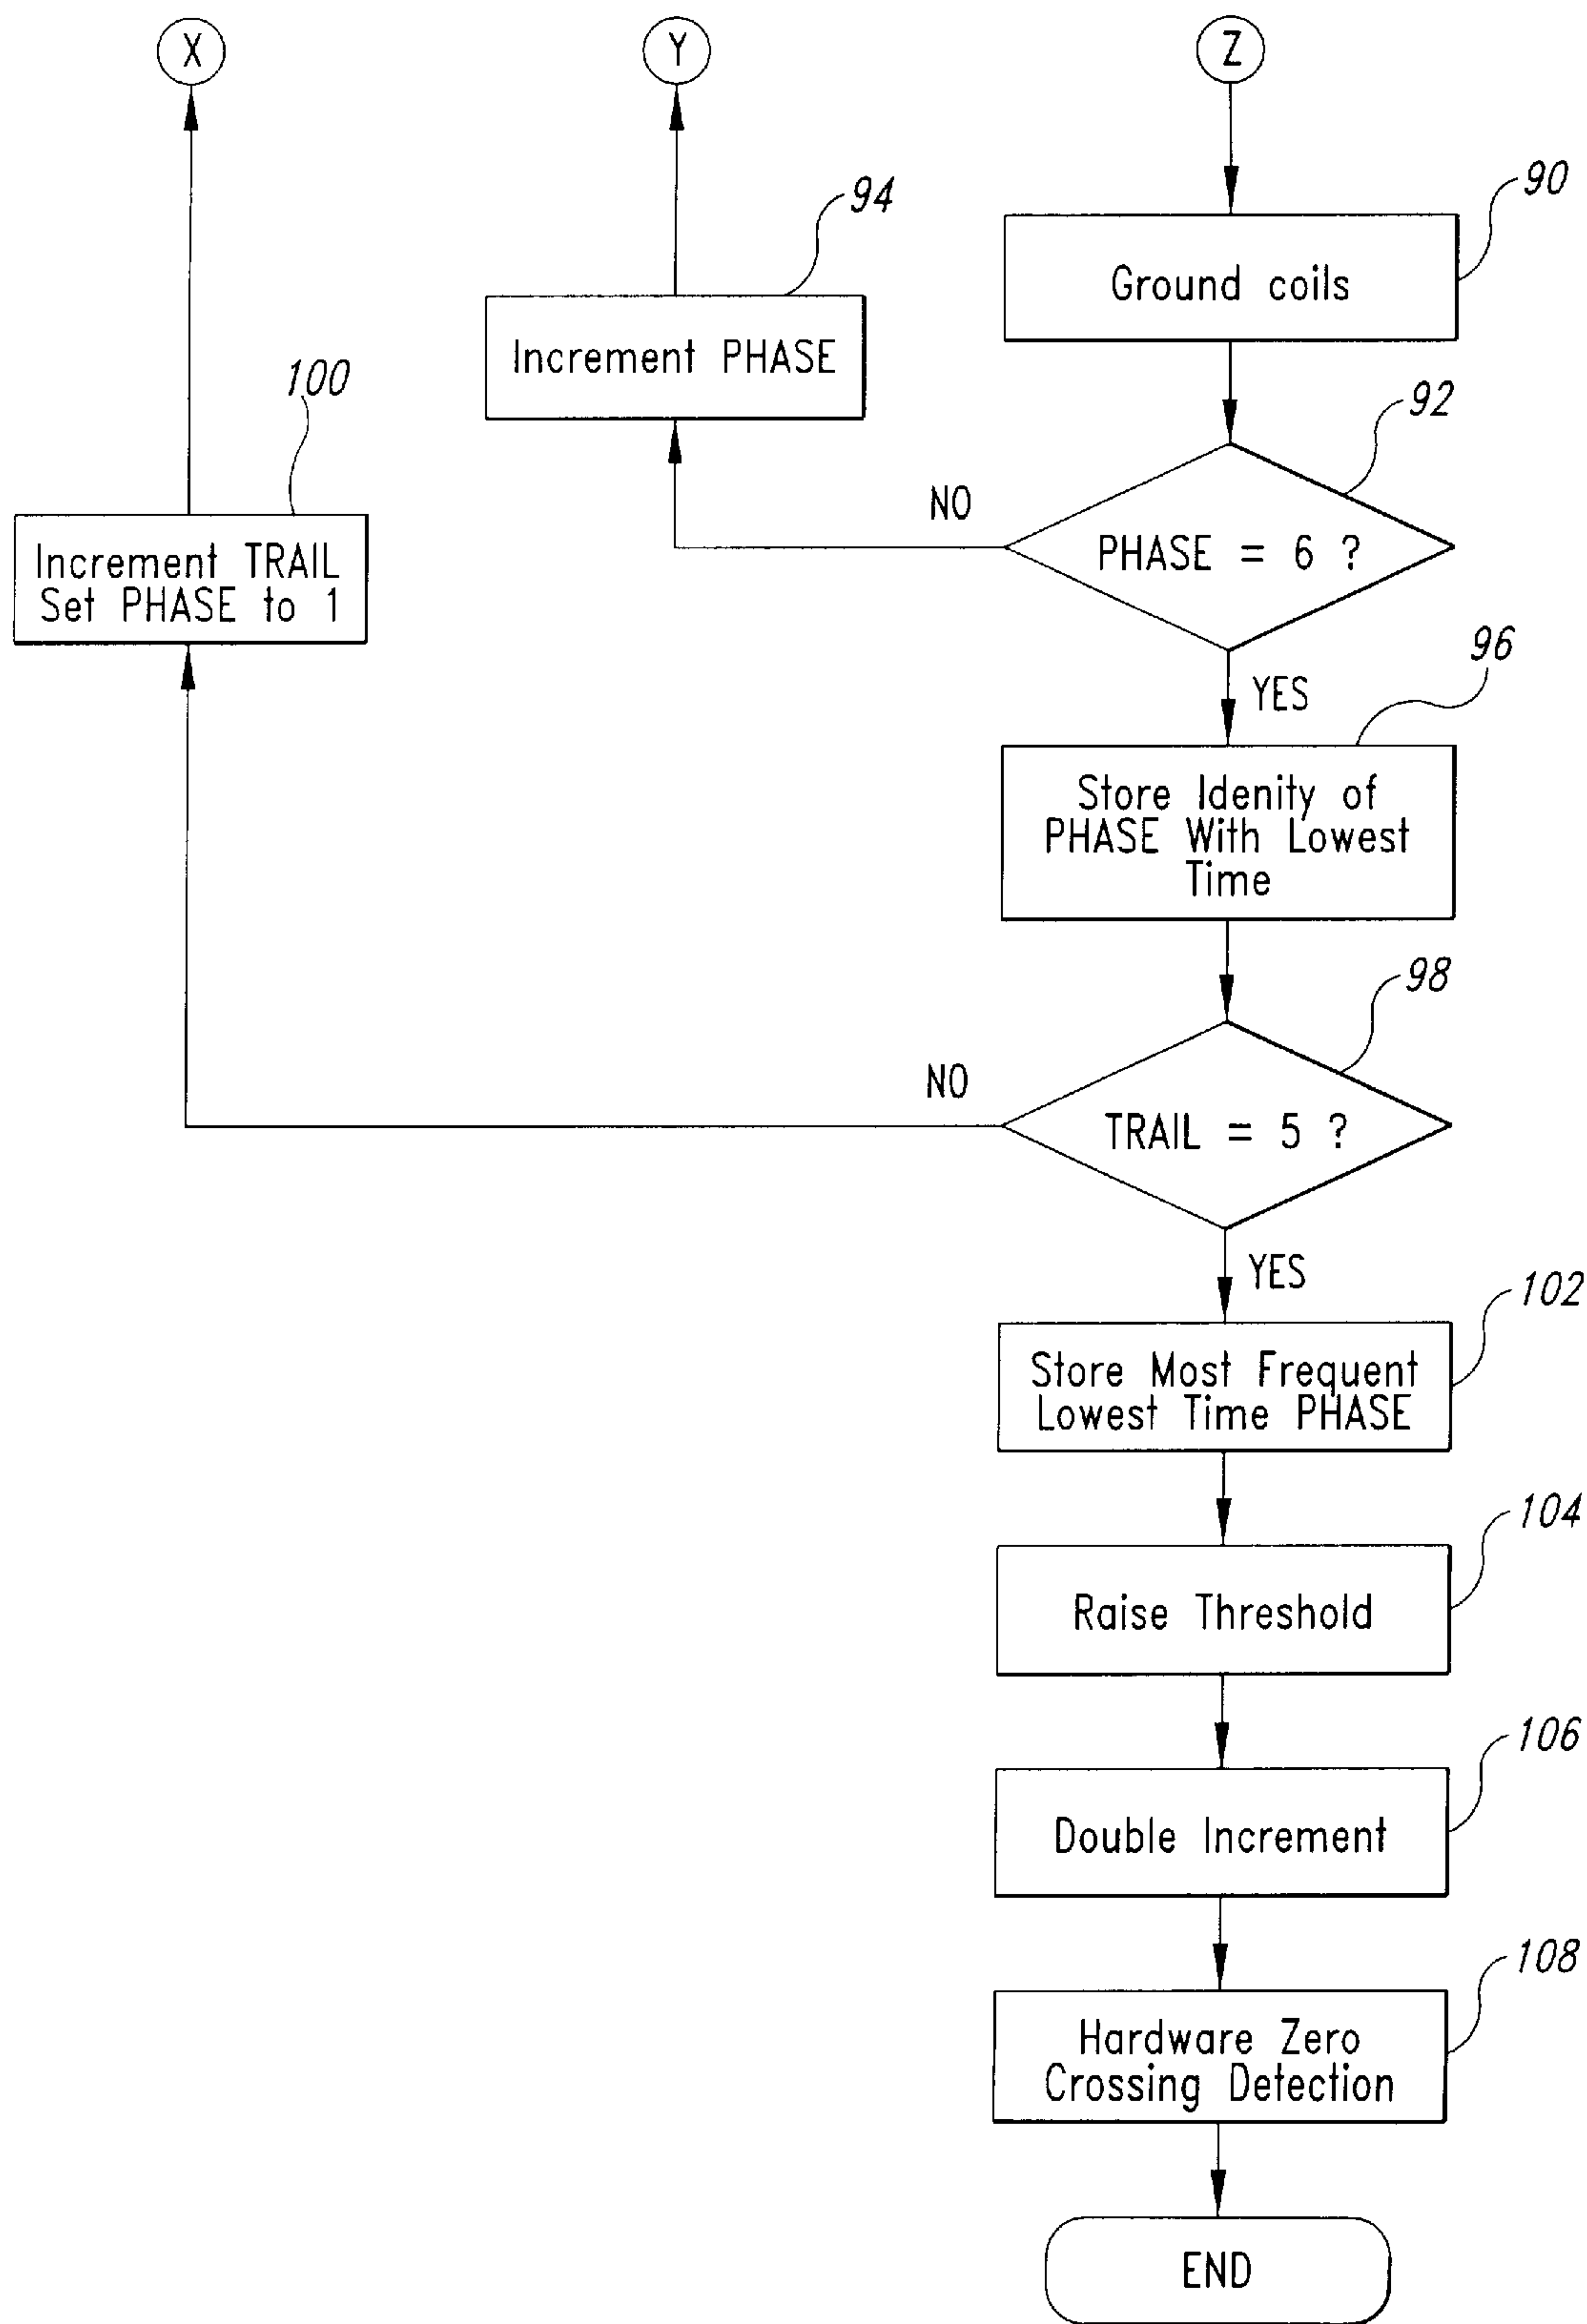 X
Y
Z
90
Ground coils
94
Increment PHASE
92
NO
PHASE = 6 ?
100
Increment TRAIL
Set PHASE to 1
YES
96
Store Idenity of
PHASE With Lowest
Time
98
NO
TRAIL = 5 ?
YES
102
Store Most Frequent
Lowest Time PHASE
104
Raise Threshold
106
Double Increment
108
Hardware Zero
Crossing Detection
END